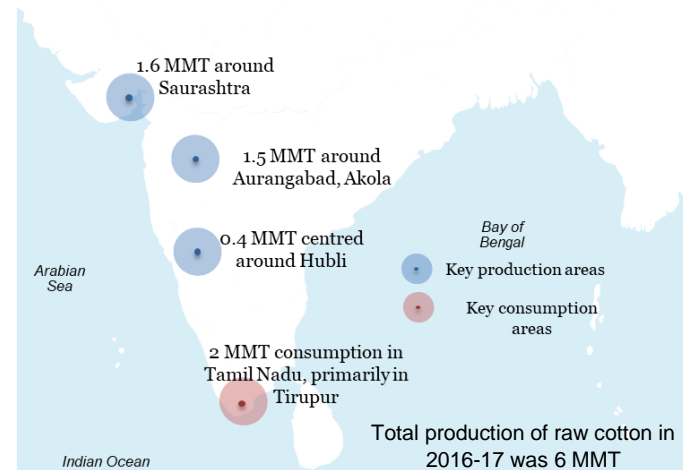 1.6 MMT around
Saurashtra
1.5 MMT around
Aurangabad, Akola
0.4 MMT centred
around Hubli
Bay of
Bengal
Arabian
Sea
Key production areas
Key consumption
areas
2 MMT consumption in
Tamil Nadu, primarily in
Tirupur
Total production of raw cotton in
2016-17 was 6 MMT
Indian Ocean